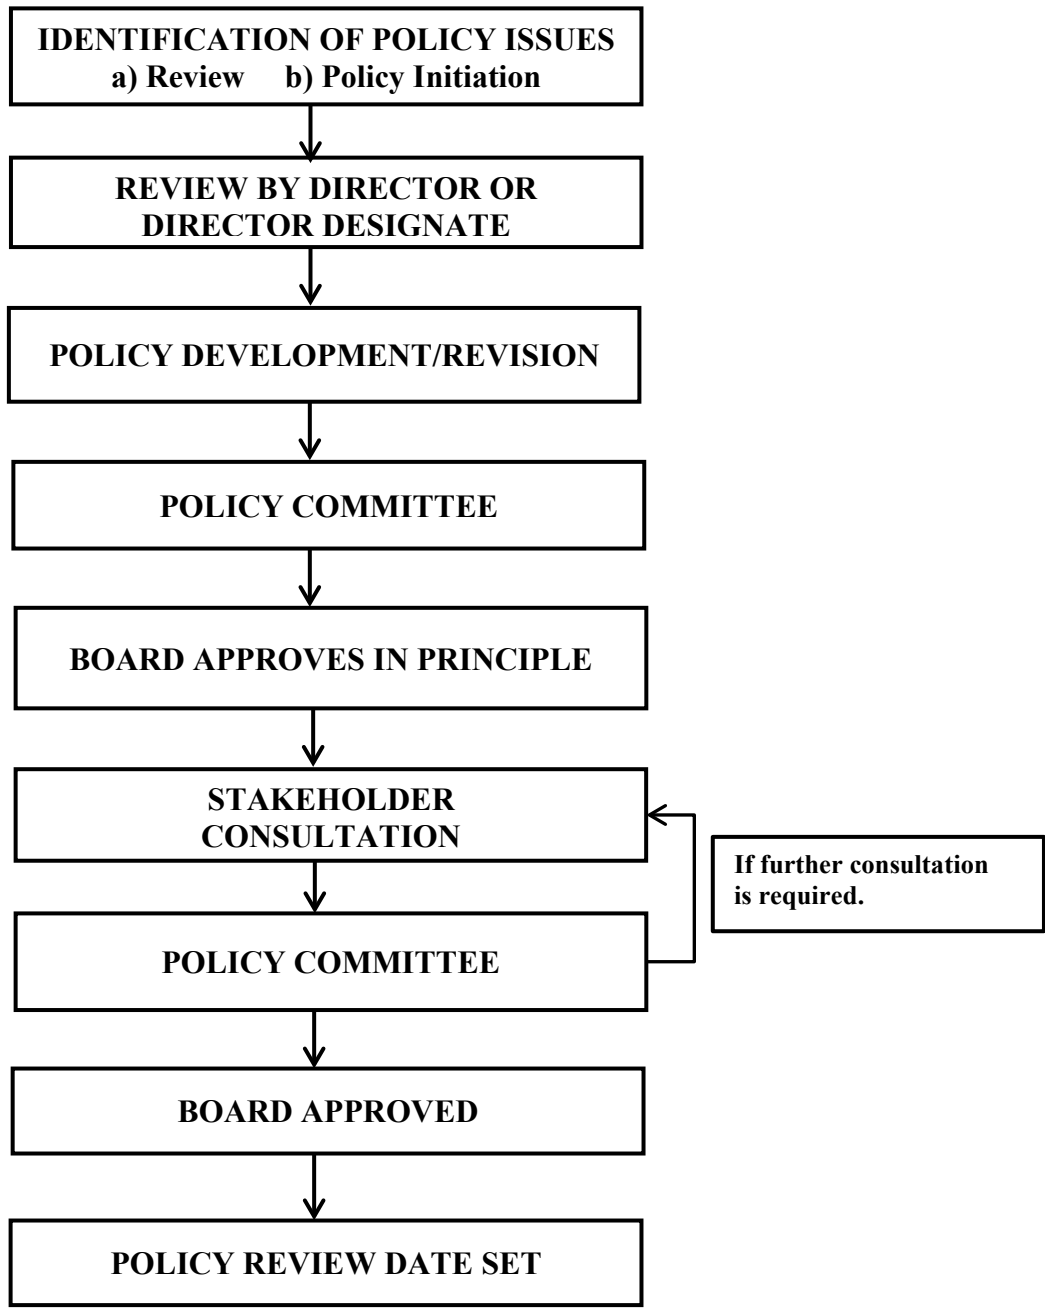 IDENTIFICATION OF POLICY ISSUES
a) Review b) Policy Initiation
REVIEW BY DIRECTOR OR
DIRECTOR DESIGNATE
POLICY DEVELOPMENT/REVISION
POLICY COMMITTEE
BOARD APPROVES IN PRINCIPLE
STAKEHOLDER
CONSULTATION
If further consultation
is required.
POLICY COMMITTEE
BOARD APPROVED
POLICY REVIEW DATE SET